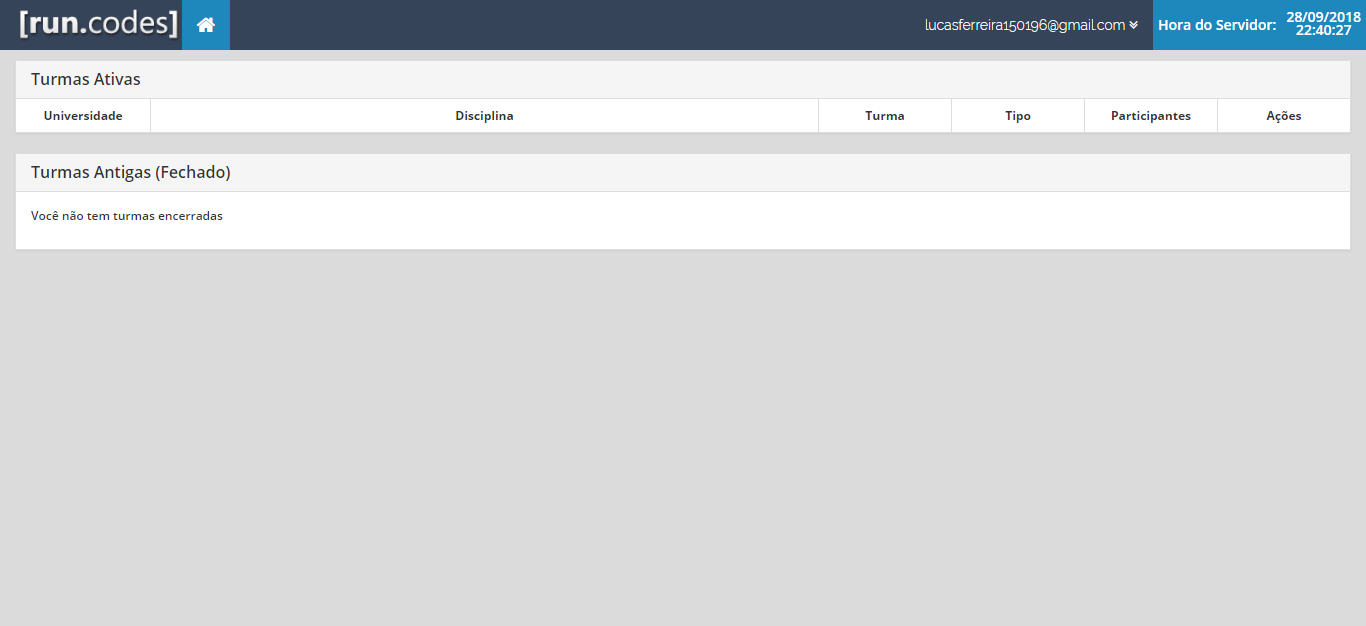 [run.codes]
lucasferreira150196@gmail.com
Hora do Servidor:
28/09/2018
22:40:27
Turmas Ativas
Universidade Disciplina Turma Tipo Participantes Ações
Turmas Antigas (Fechado)
Você não tem turmas encerradas